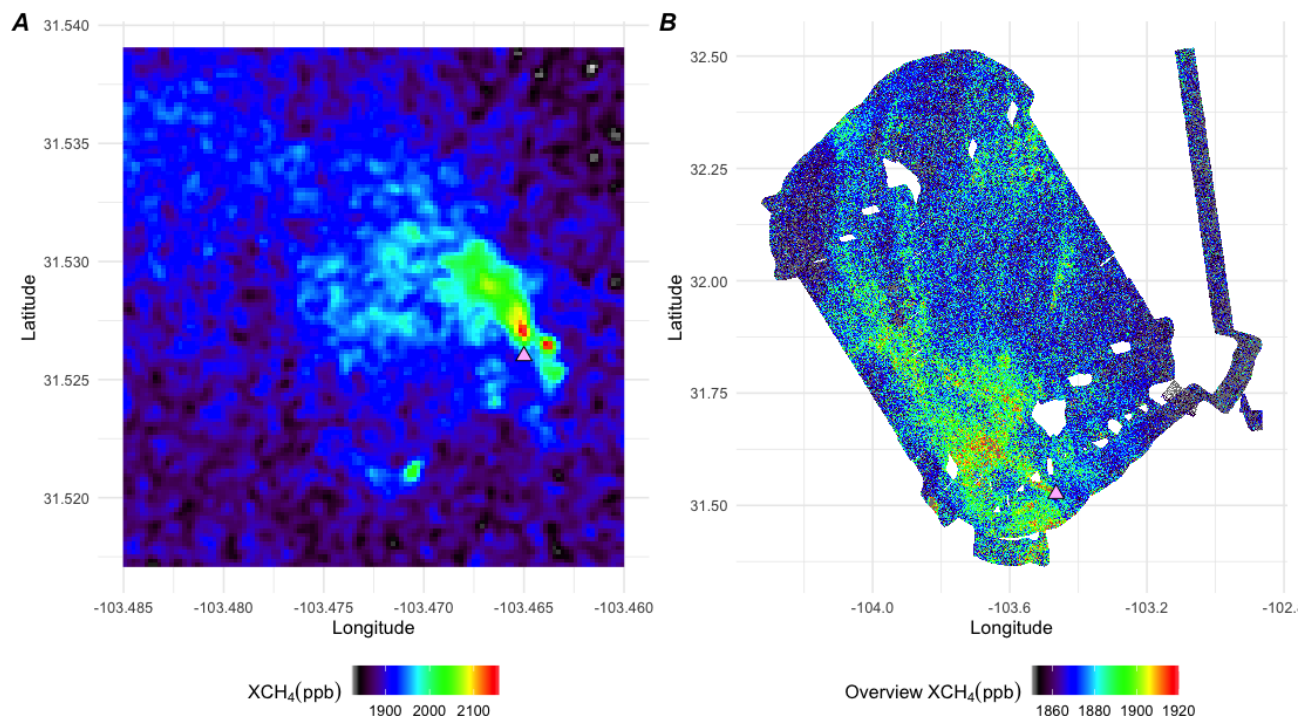 A
31.540
31.535
31.530
31.525
31.520
Latitude
-103.485 -103.480 -103.475 -103.470 -103.465 -103.460
Longitude
XCH₄(ppb)
1900 2000 2100
B
32.50
32.25
32.00
31.75
31.50
Latitude
-104.0 -103.6 -103.2
Longitude
Overview XCH₄(ppb)
1860 1880 1900 1920